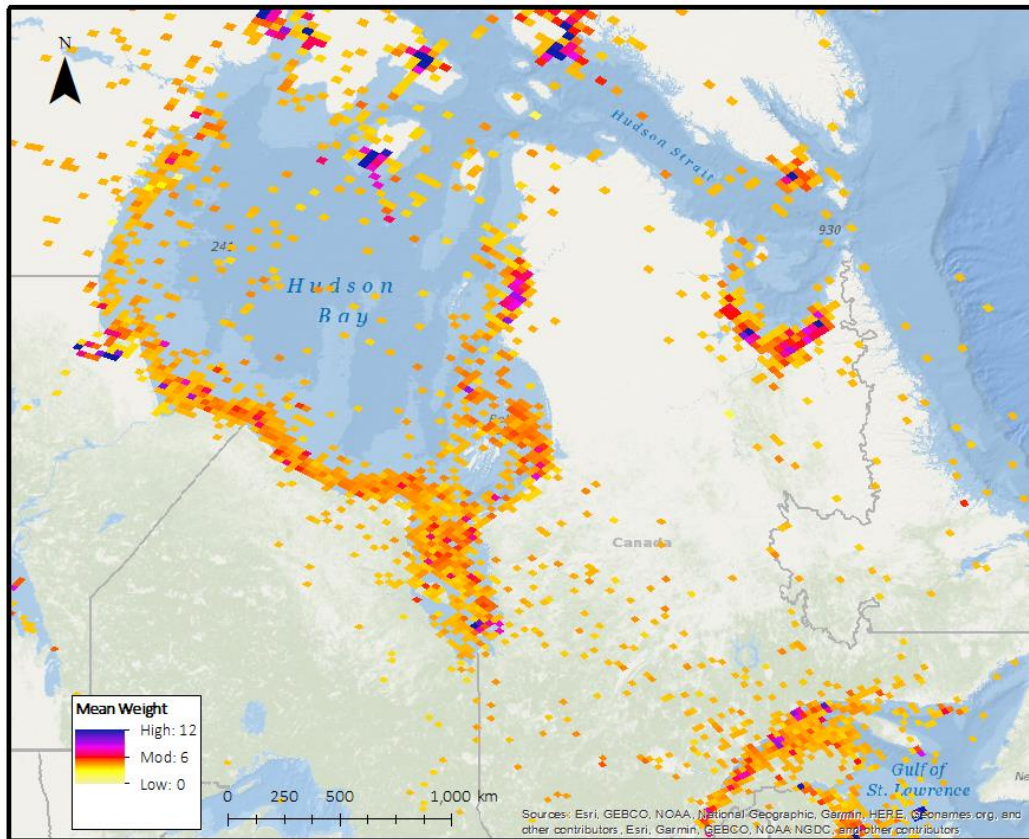 N
Hudson Strait
930
Hudson
Bay
Canada
Mean Weight
High: 12
Mod: 6
Low: 0
0 250 500 1,000 km
Gulf of
St. Lawrence
Sources: Esri, GEBCO, NOAA, National Geographic, Garmin, HERE, Geonames.org, and
other contributors, Esri, Garmin, GEBCO, NOAA NGDC, and other contributors